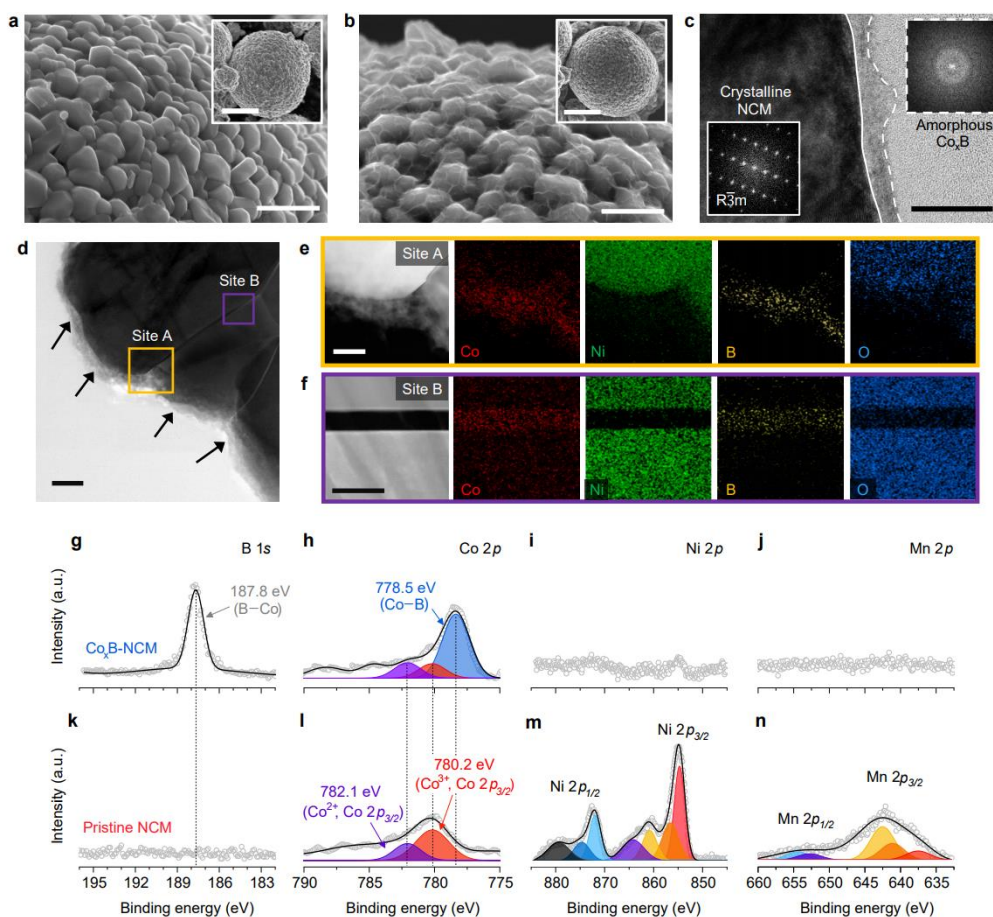 a
b
c
Crystalline
NCM
R3̅m
Amorphous
CoxB
d
Site B
Site A
e
Site A
Co
Ni
B
O
f
Site B
Co
Ni
B
O
g
B 1s
h
Co 2p
i
Ni 2p
j
Mn 2p
Intensity (a.u.)
187.8 eV
(B−Co)
CoxB-NCM
778.5 eV
(Co−B)
k
l
m
n
Intensity (a.u.)
Pristine NCM
782.1 eV
(Co2+, Co 2p3/2)
780.2 eV
(Co3+, Co 2p3/2)
Ni 2p1/2
Ni 2p3/2
Mn 2p1/2
Mn 2p3/2
195 192 189 186 182
790 785 780 775
880 870 860 850
660 655 650 645 640 635
Binding energy (eV)
Binding energy (eV)
Binding energy (eV)
Binding energy (eV)